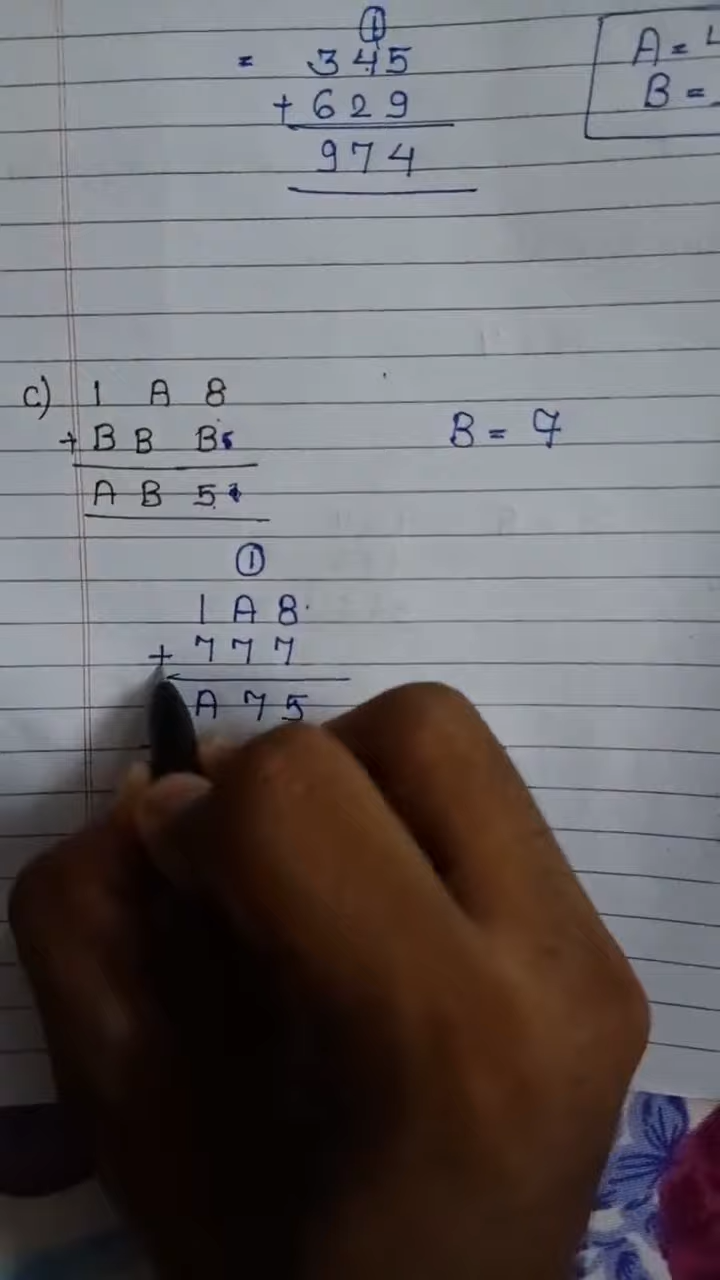 ①
= 345
+ 629
974
A =
B =
c) 1 A 8
+ B B B
A B 5
B = 7
①
1 A 8
+ 7 7 7
A 7 5